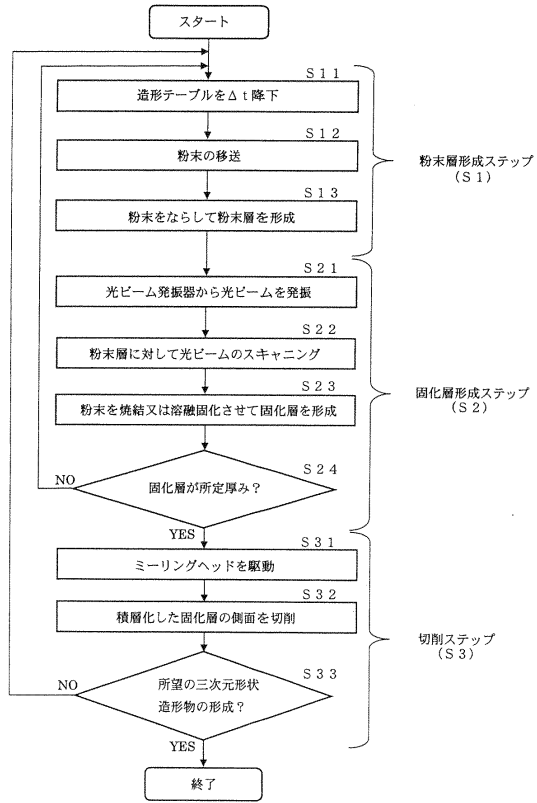 スタート
S11
造形テーブルをΔt降下
S12
粉末の移送
S13
粉末をならして粉末層を形成
粉末層形成ステップ
(S1)
S21
光ビーム発振器から光ビームを発振
S22
粉末層に対して光ビームのスキャニング
S23
粉末を焼結又は溶融固化させて固化層を形成
固化層形成ステップ
(S2)
S24
NO
固化層が所定厚み？
YES
S31
ミーリングヘッドを駆動
S32
積層化した固化層の側面を切削
切削ステップ
(S3)
S33
NO
所望の三次元形状
造形物の形成？
YES
終了